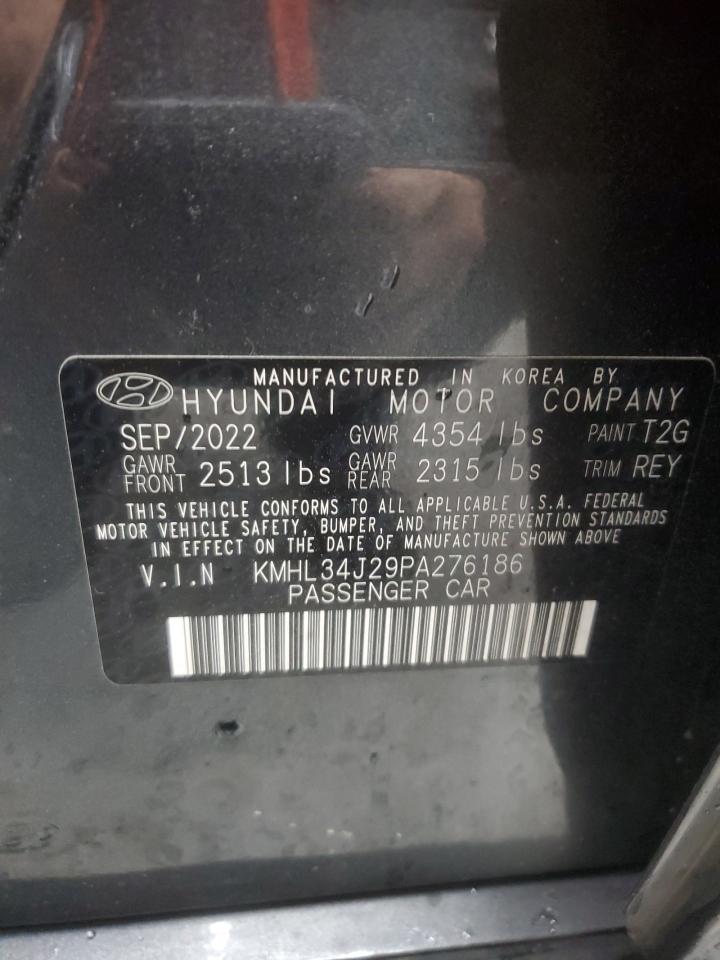 MANUFACTURED IN KOREA BY
HYUNDAI MOTOR COMPANY
SEP/2022 GVWR 4354 lbs PAINT T2G
GAWR FRONT 2513 lbs GAWR REAR 2315 lbs TRIM REY
THIS VEHICLE CONFORMS TO ALL APPLICABLE U.S.A. FEDERAL
MOTOR VEHICLE SAFETY, BUMPER, AND THEFT PREVENTION STANDARDS
IN EFFECT ON THE DATE OF MANUFACTURE SHOWN ABOVE
V.I.N KMHL34J29PA276186
PASSENGER CAR